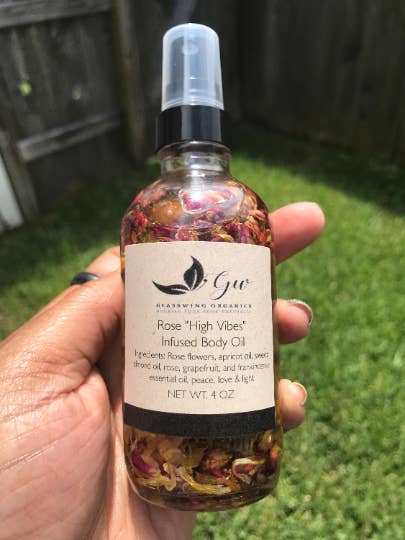 Gw
GLASSWING ORGANICS
Rose "High Vibes"
Infused Body Oil
Ingredients: Rose flowers, apricot oil, sweet
almond oil, rose, grapefruit, and frankincense
essential oil, peace, love & light
NET WT. 4 OZ